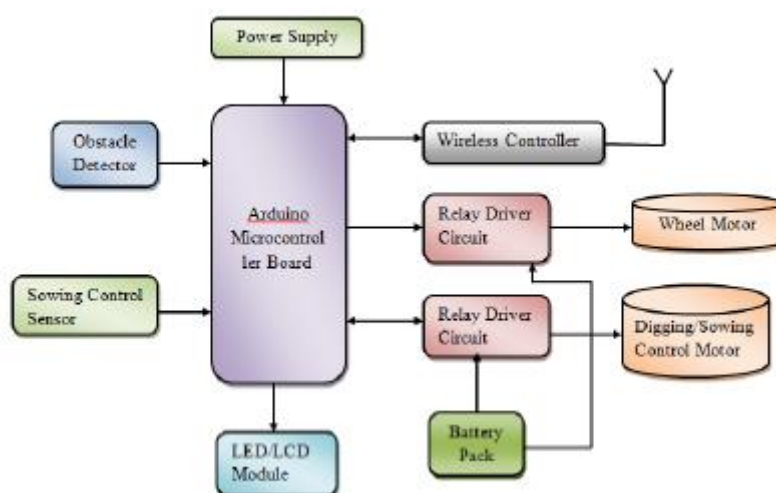 Power Supply
Obstacle
Detector
Wireless Controller
Arduino
Microcontrol
ler Board
Relay Driver
Circuit
Wheel Motor
Sowing Control
Sensor
Relay Driver
Circuit
Digging/Sowing
Control Motor
LED/LCD
Module
Battery
Pack